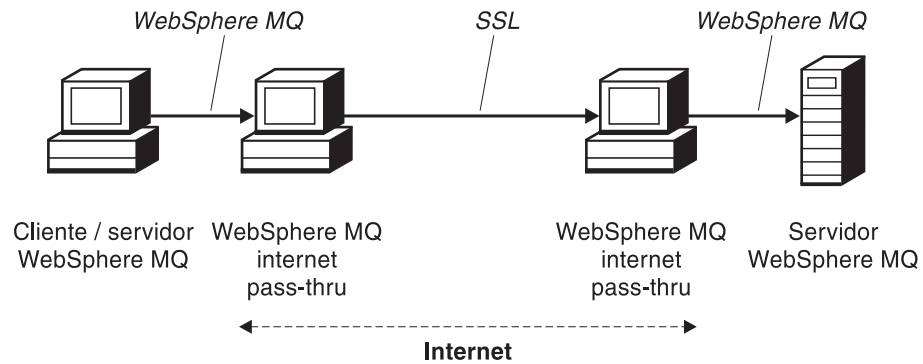 WebSphere MQ
SSL
WebSphere MQ
Cliente / servidor
WebSphere MQ
WebSphere MQ
internet
pass-thru
WebSphere MQ
internet
pass-thru
Servidor
WebSphere MQ
Internet